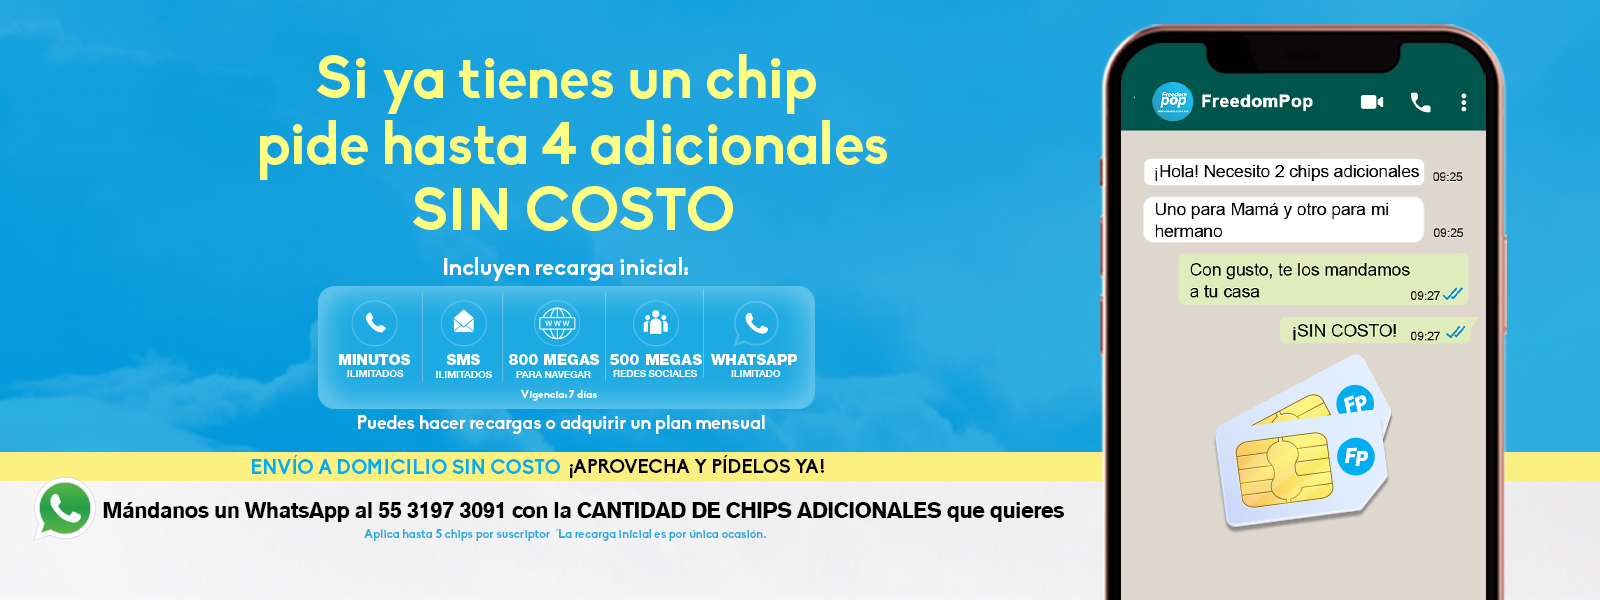 Si ya tienes un chip
pide hasta 4 adicionales
SIN COSTO
Incluyen recarga inicial:
WWW
MINUTOS
ILIMITADOS
SMS
ILIMITADOS
800 MEGAS
PARA NAVEGAR
500 MEGAS
REDES SOCIALES
WHATSAPP
ILIMITADO
Vigencia: 7 días
Puedes hacer recargas o adquirir un plan mensual
ENVÍO A DOMICILIO SIN COSTO ¡APROVECHA Y PÍDELOS YA!
Mándanos un WhatsApp al 55 3197 3091 con la CANTIDAD DE CHIPS ADICIONALES que quieres
Aplica hasta 5 chips por suscriptor *La recarga inicial es por única ocasión.
Freedom
pop
FreedomPop
¡Hola! Necesito 2 chips adicionales 09:25
Uno para Mamá y otro para mi
hermano 09:25
Con gusto, te los mandamos
a tu casa 09:27
¡SIN COSTO! 09:27
Fp
Fp